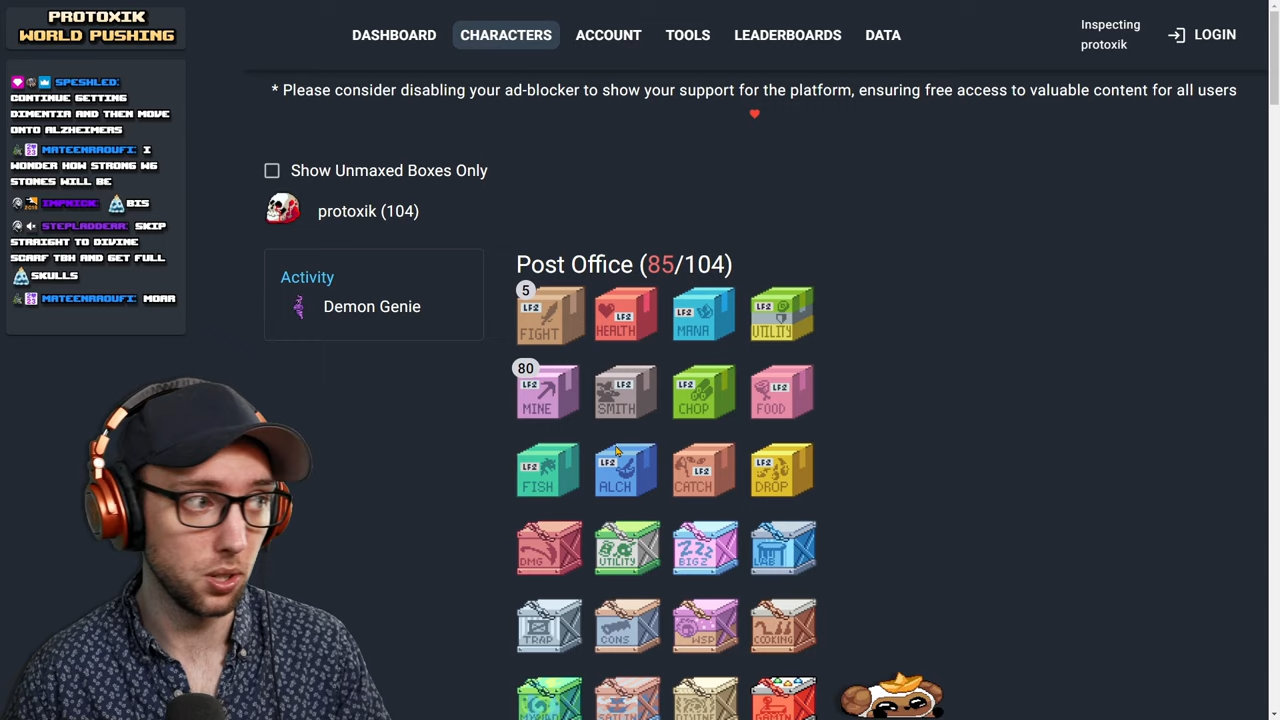 PROTOXIK
WORLD PUSHING
DASHBOARD
CHARACTERS
ACCOUNT
TOOLS
LEADERBOARDS
DATA
Inspecting
protoxik
LOGIN
* Please consider disabling your ad-blocker to show your support for the platform, ensuring free access to valuable content for all users
SPESHLED:
CONTINUE GETTING
DIMENTIA AND THEN MOVE
ONTO ALZHEIMERS
MATEENRAOUFI: I
WONDER HOW STRONG W6
STONES WILL BE
IMPNICK: BIS
STEPLADDERR: SKIP
STRAIGHT TO DIVINE
SCARF TBH AND GET FULL
SKULLS
MATEENRAOUFI: MOAR
Show Unmaxed Boxes Only
protoxik (104)
Activity
Demon Genie
Post Office (85/104)
5
LF2 FIGHT
LF2 HEALTH
LF2 MANA
LF2 UTILITY
80
LF2 MINE
LF2 SMITH
LF2 CHOP
LF2 FOOD
LF2 FISH
LF2 ALCH
LF2 CATCH
LF2 DROP
DMG
UTILITY
ZZZ BIGZ
LAB
TRAP
CONS
WSP
COOKING
MYRIAD
DIVINE
GAMIN